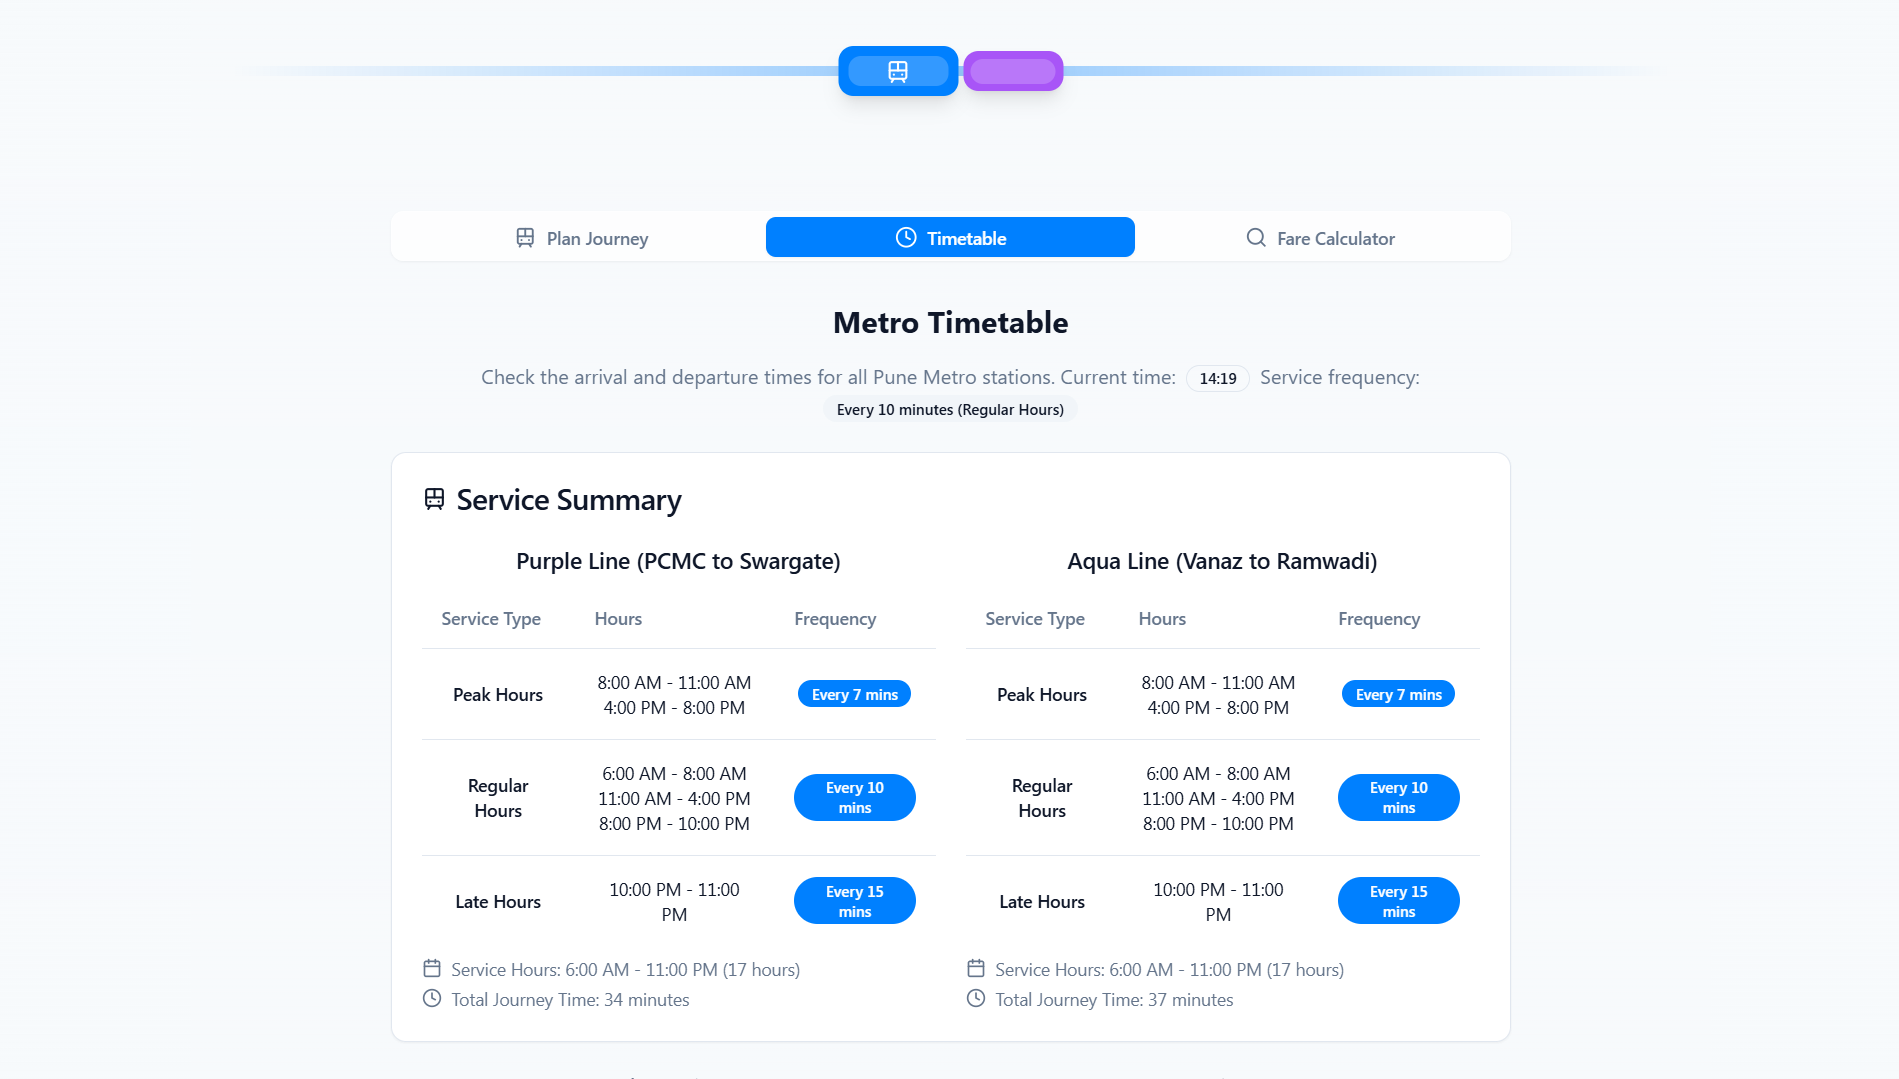 Plan Journey
Timetable
Fare Calculator
Metro Timetable
Check the arrival and departure times for all Pune Metro stations. Current time: 14:19 Service frequency:
Every 10 minutes (Regular Hours)
Service Summary
Purple Line (PCMC to Swargate)
Service Type Hours Frequency
Peak Hours
8:00 AM - 11:00 AM
4:00 PM - 8:00 PM
Every 7 mins
Regular
Hours
6:00 AM - 8:00 AM
11:00 AM - 4:00 PM
8:00 PM - 10:00 PM
Every 10
mins
Late Hours
10:00 PM - 11:00
PM
Every 15
mins
Service Hours: 6:00 AM - 11:00 PM (17 hours)
Total Journey Time: 34 minutes
Aqua Line (Vanaz to Ramwadi)
Service Type Hours Frequency
Peak Hours
8:00 AM - 11:00 AM
4:00 PM - 8:00 PM
Every 7 mins
Regular
Hours
6:00 AM - 8:00 AM
11:00 AM - 4:00 PM
8:00 PM - 10:00 PM
Every 10
mins
Late Hours
10:00 PM - 11:00
PM
Every 15
mins
Service Hours: 6:00 AM - 11:00 PM (17 hours)
Total Journey Time: 37 minutes